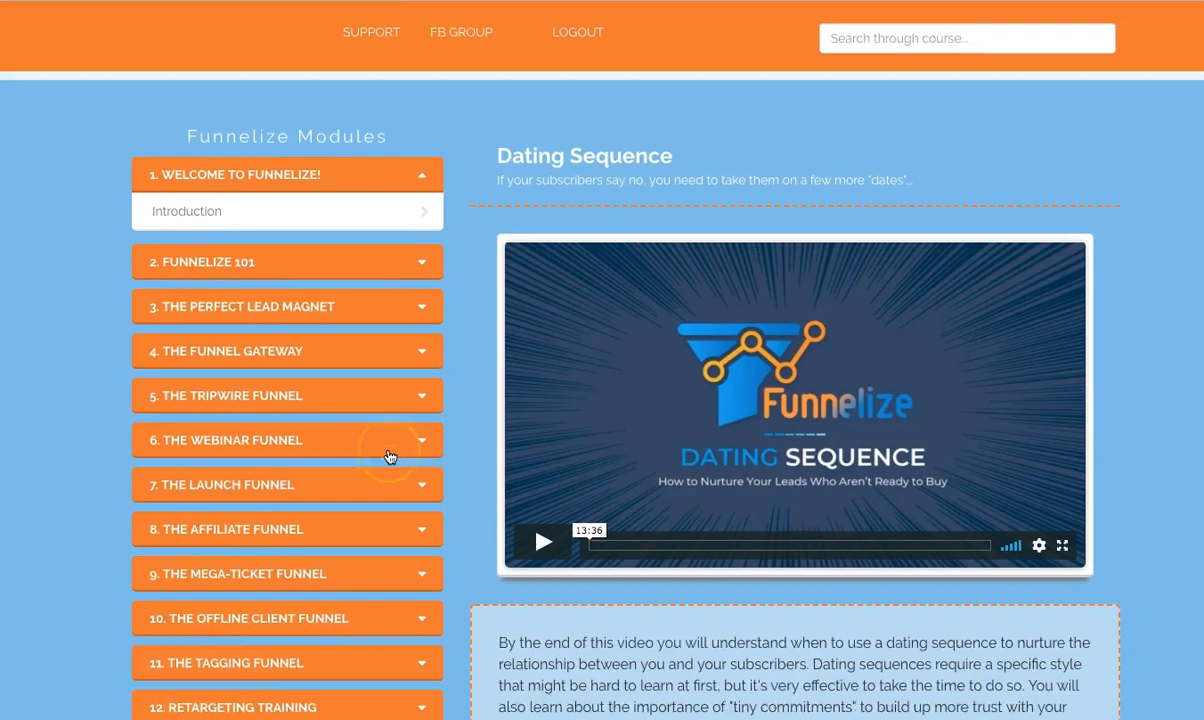 SUPPORT FB GROUP LOGOUT
Search through course...
Funnelize Modules
1. WELCOME TO FUNNELIZE!
Introduction
2. FUNNELIZE 101
3. THE PERFECT LEAD MAGNET
4. THE FUNNEL GATEWAY
5. THE TRIPWIRE FUNNEL
6. THE WEBINAR FUNNEL
7. THE LAUNCH FUNNEL
8. THE AFFILIATE FUNNEL
9. THE MEGA-TICKET FUNNEL
10. THE OFFLINE CLIENT FUNNEL
11. THE TAGGING FUNNEL
12. RETARGETING TRAINING
Dating Sequence
If your subscribers say no, you need to take them on a few more "dates"...
Funnelize
DATING SEQUENCE
How to Nurture Your Leads Who Aren't Ready to Buy
13:36
By the end of this video you will understand when to use a dating sequence to nurture the
relationship between you and your subscribers. Dating sequences require a specific style
that might be hard to learn at first, but it's very effective to take the time to do so. You will
also learn about the importance of "tiny commitments" to build up more trust with your